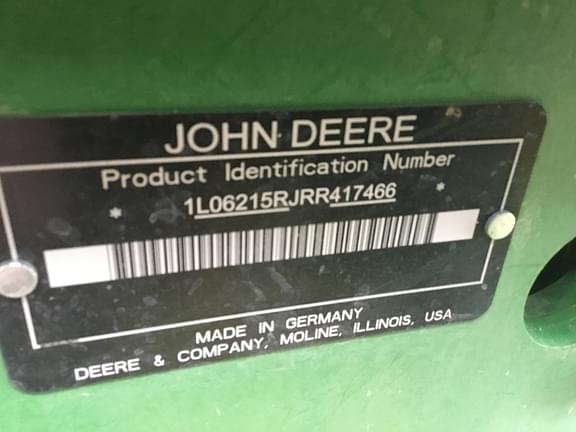 JOHN DEERE
Product Identification Number
* 1L06215RJRR417466 *
MADE IN GERMANY
DEERE & COMPANY, MOLINE, ILLINOIS, USA